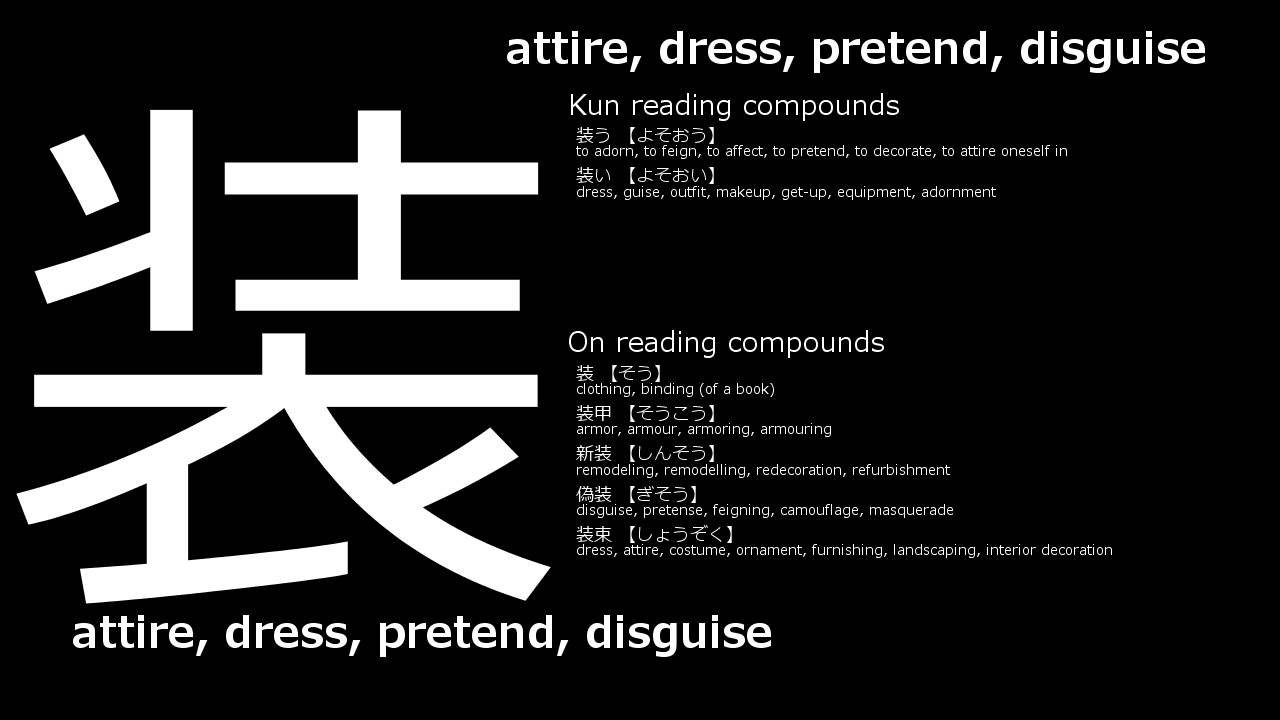 attire, dress, pretend, disguise
装
Kun reading compounds
装う 【よそおう】
to adorn, to feign, to affect, to pretend, to decorate, to attire oneself in
装い 【よそおい】
dress, guise, outfit, makeup, get-up, equipment, adornment
On reading compounds
装 【そう】
clothing, binding (of a book)
装甲 【そうこう】
armor, armour, armoring, armouring
新装 【しんそう】
remodeling, remodelling, redecoration, refurbishment
偽装 【ぎそう】
disguise, pretense, feigning, camouflage, masquerade
装束 【しょうぞく】
dress, attire, costume, ornament, furnishing, landscaping, interior decoration
attire, dress, pretend, disguise